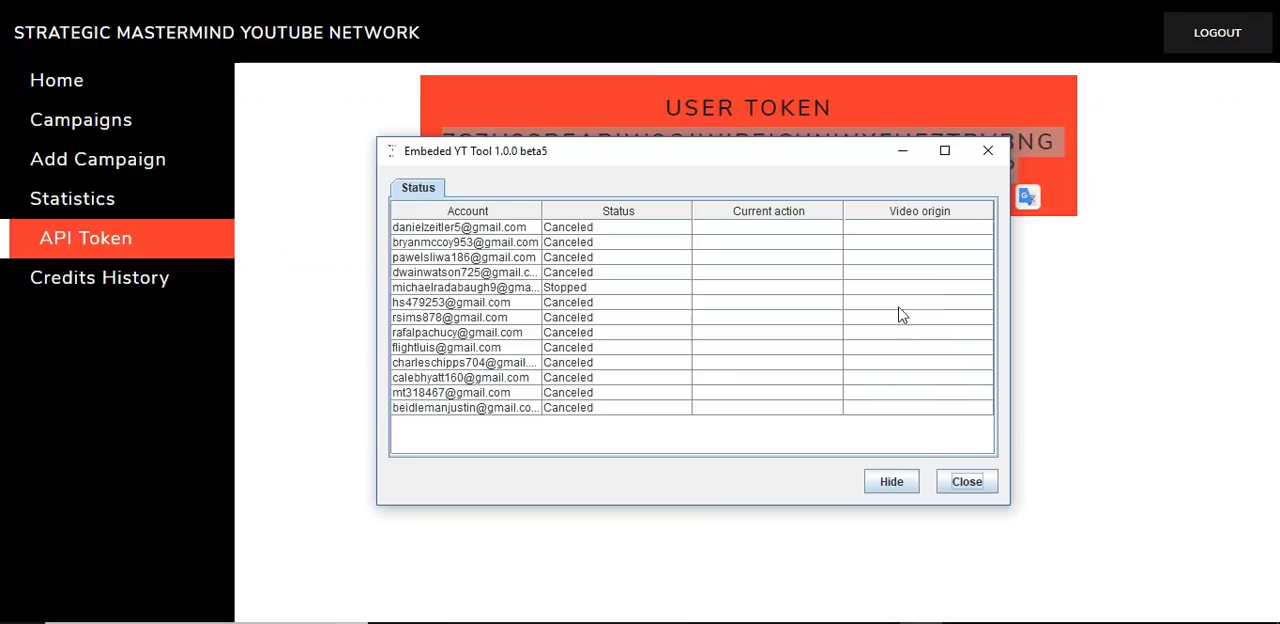 STRATEGIC MASTERMIND YOUTUBE NETWORK
LOGOUT
Home
Campaigns
Add Campaign
Statistics
API Token
Credits History
USER TOKEN
Embeded YT Tool 1.0.0 beta5
Status
Account Status Current action Video origin
danielzeitler5@gmail.com Canceled
bryanmccoy953@gmail.com Canceled
pawelsliwa186@gmail.com Canceled
dwainwatson725@gmail.c... Canceled
michaelradabaugh9@gma... Stopped
hs479253@gmail.com Canceled
rsims878@gmail.com Canceled
rafalpachucy@gmail.com Canceled
flightluis@gmail.com Canceled
charleschipps704@gmail.... Canceled
calebhyatt160@gmail.com Canceled
mt318467@gmail.com Canceled
beidlemanjustin@gmail.co... Canceled
Hide Close